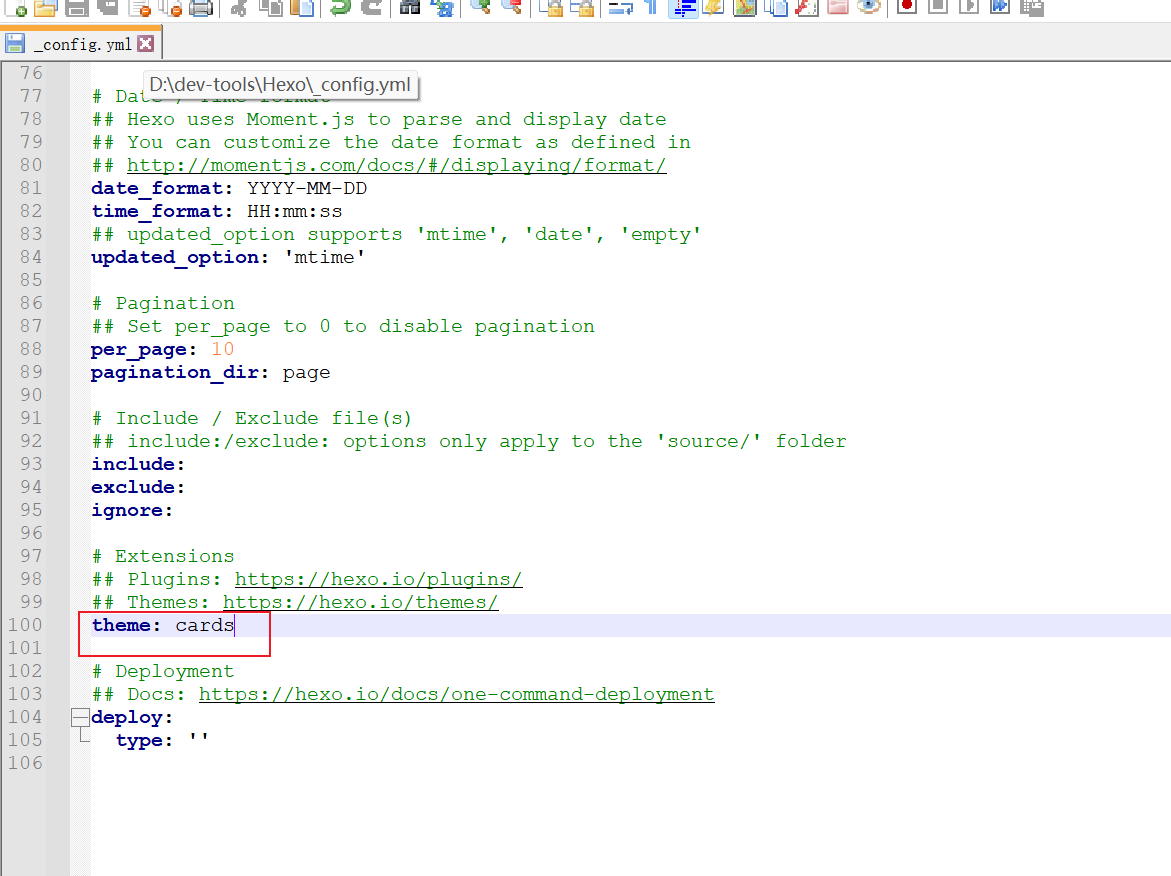 _config.yml
76
D:\dev-tools\Hexo\_config.yml
77 # Date / Time format
78 ## Hexo uses Moment.js to parse and display date
79 ## You can customize the date format as defined in
80 ## http://momentjs.com/docs/#/displaying/format/
81 date_format: YYYY-MM-DD
82 time_format: HH:mm:ss
83 ## updated_option supports 'mtime', 'date', 'empty'
84 updated_option: 'mtime'
85
86 # Pagination
87 ## Set per_page to 0 to disable pagination
88 per_page: 10
89 pagination_dir: page
90
91 # Include / Exclude file(s)
92 ## include:/exclude: options only apply to the 'source/' folder
93 include:
94 exclude:
95 ignore:
96
97 # Extensions
98 ## Plugins: https://hexo.io/plugins/
99 ## Themes: https://hexo.io/themes/
100 theme: cards
101
102 # Deployment
103 ## Docs: https://hexo.io/docs/one-command-deployment
104 deploy:
105 type: ''
106